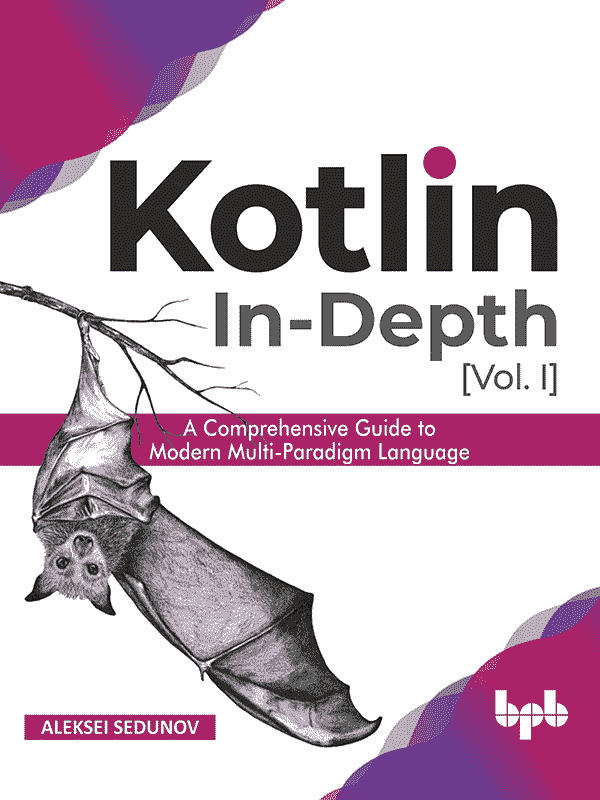 Kotlin
In-Depth
[Vol. I]
A Comprehensive Guide to
Modern Multi-Paradigm Language
ALEKSEI SEDUNOV
bpb